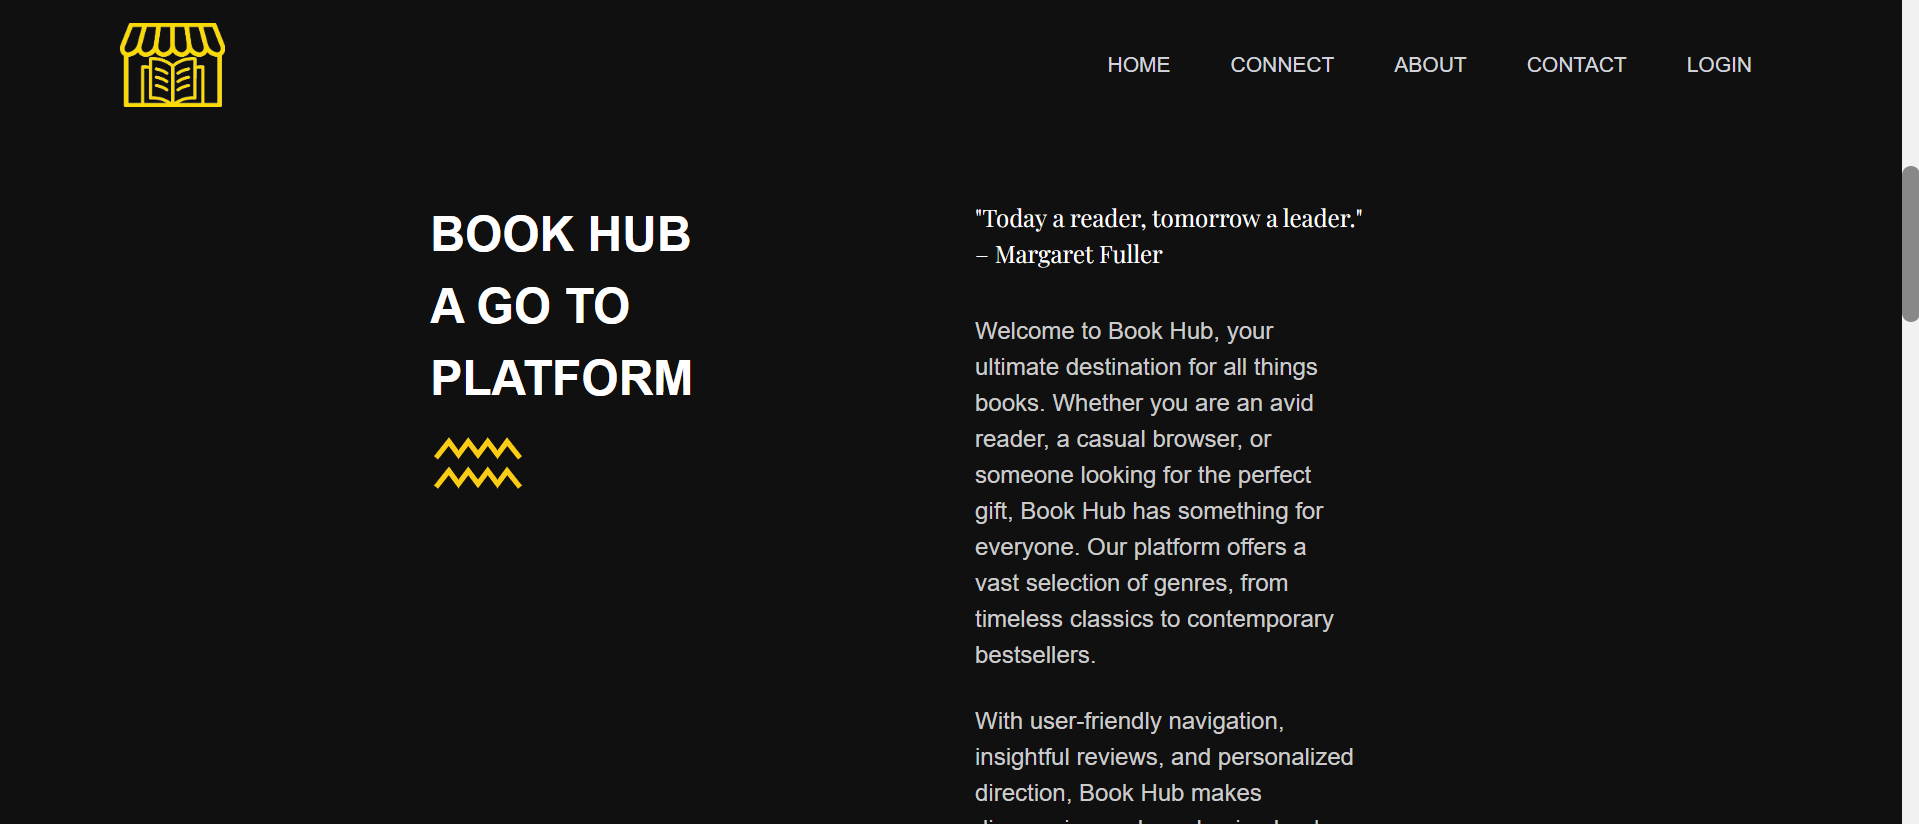 HOME CONNECT ABOUT CONTACT LOGIN
BOOK HUB
A GO TO
PLATFORM
"Today a reader, tomorrow a leader."
– Margaret Fuller
Welcome to Book Hub, your
ultimate destination for all things
books. Whether you are an avid
reader, a casual browser, or
someone looking for the perfect
gift, Book Hub has something for
everyone. Our platform offers a
vast selection of genres, from
timeless classics to contemporary
bestsellers.
With user-friendly navigation,
insightful reviews, and personalized
direction, Book Hub makes